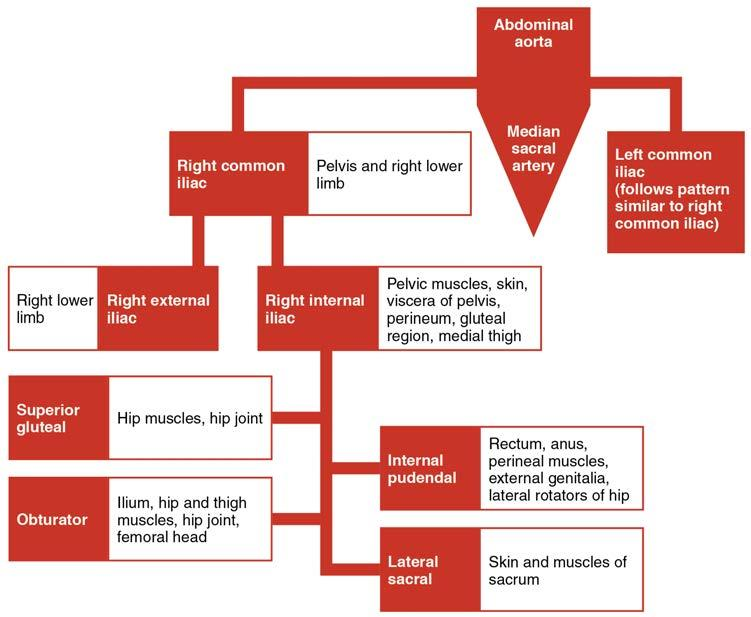 Abdominal
aorta
Median
sacral
artery
Right common
iliac
Pelvis and right lower
limb
Left common
iliac
(follows pattern
similar to right
common iliac)
Right lower
limb
Right external
iliac
Right internal
iliac
Pelvic muscles, skin,
viscera of pelvis,
perineum, gluteal
region, medial thigh
Superior
gluteal
Hip muscles, hip joint
Internal
pudendal
Rectum, anus,
perineal muscles,
external genitalia,
lateral rotators of hip
Obturator
Ilium, hip and thigh
muscles, hip joint,
femoral head
Lateral
sacral
Skin and muscles of
sacrum